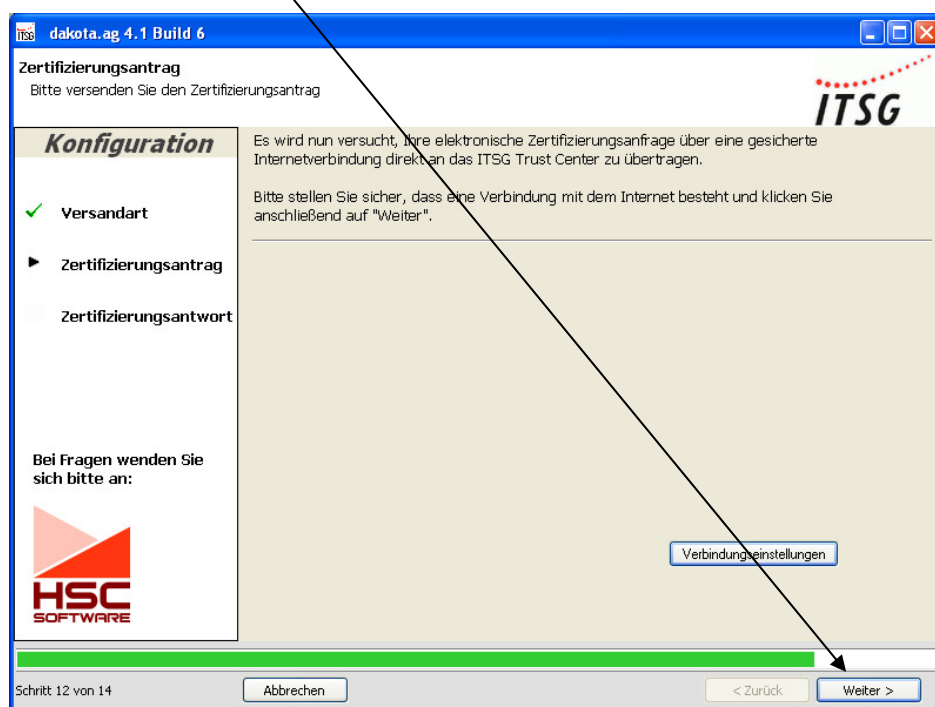 ITSG dakota.ag 4.1 Build 6
Zertifizierungsantrag
Bitte versenden Sie den Zertifizierungsantrag
ITSG
Konfiguration
Versandart
Zertifizierungsantrag
Zertifizierungsantwort
Bei Fragen wenden Sie
sich bitte an:
HSC
SOFTWARE
Es wird nun versucht, Ihre elektronische Zertifizierungsanfrage über eine gesicherte
Internetverbindung direkt an das ITSG Trust Center zu übertragen.
Bitte stellen Sie sicher, dass eine Verbindung mit dem Internet besteht und klicken Sie
anschließend auf "Weiter".
Verbindungseinstellungen
Schritt 12 von 14
Abbrechen
< Zurück
Weiter >